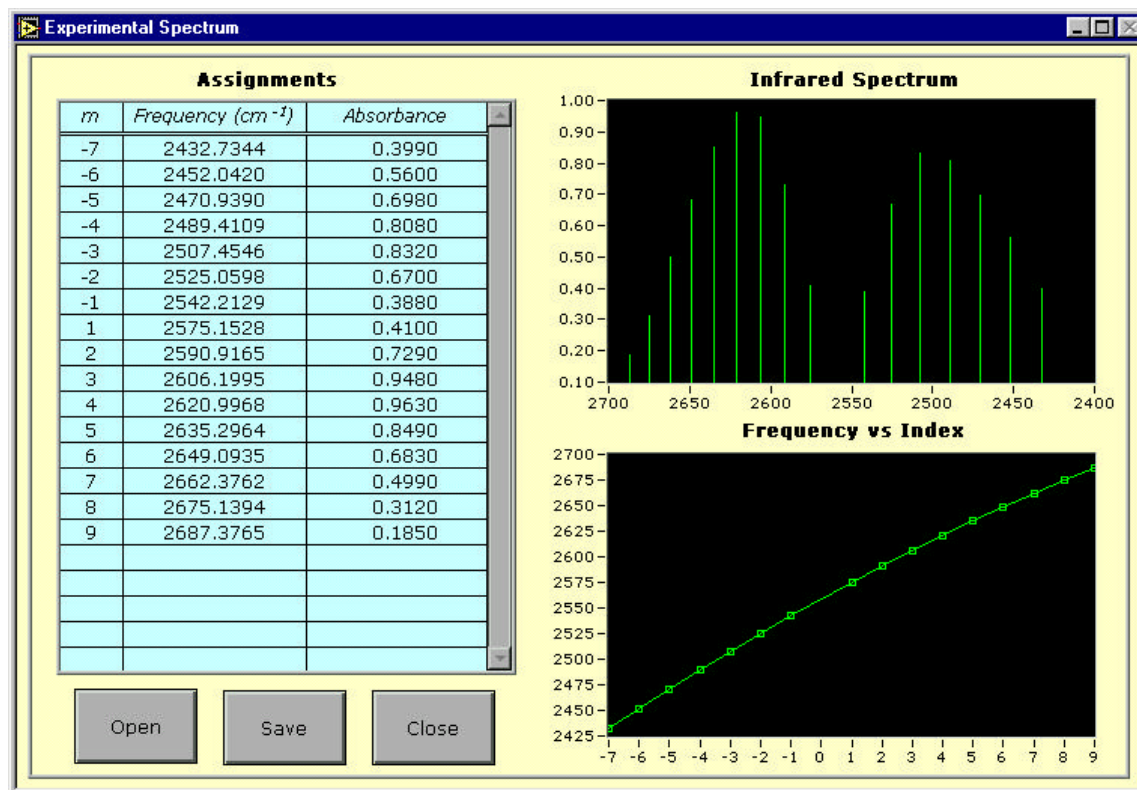 Experimental Spectrum
Assignments
m Frequency (cm-1) Absorbance
-7 2432.7344 0.3990
-6 2452.0420 0.5600
-5 2470.9390 0.6980
-4 2489.4109 0.8080
-3 2507.4546 0.8320
-2 2525.0598 0.6700
-1 2542.2129 0.3880
1 2575.1528 0.4100
2 2590.9165 0.7290
3 2606.1995 0.9480
4 2620.9968 0.9630
5 2635.2964 0.8490
6 2649.0935 0.6830
7 2662.3762 0.4990
8 2675.1394 0.3120
9 2687.3765 0.1850
Open Save Close
Infrared Spectrum
1.00
0.90
0.80
0.70
0.60
0.50
0.40
0.30
0.20
0.10
2700 2650 2600 2550 2500 2450 2400
Frequency vs Index
2700
2675
2650
2625
2600
2575
2550
2525
2500
2475
2450
2425
-7 -6 -5 -4 -3 -2 -1 0 1 2 3 4 5 6 7 8 9